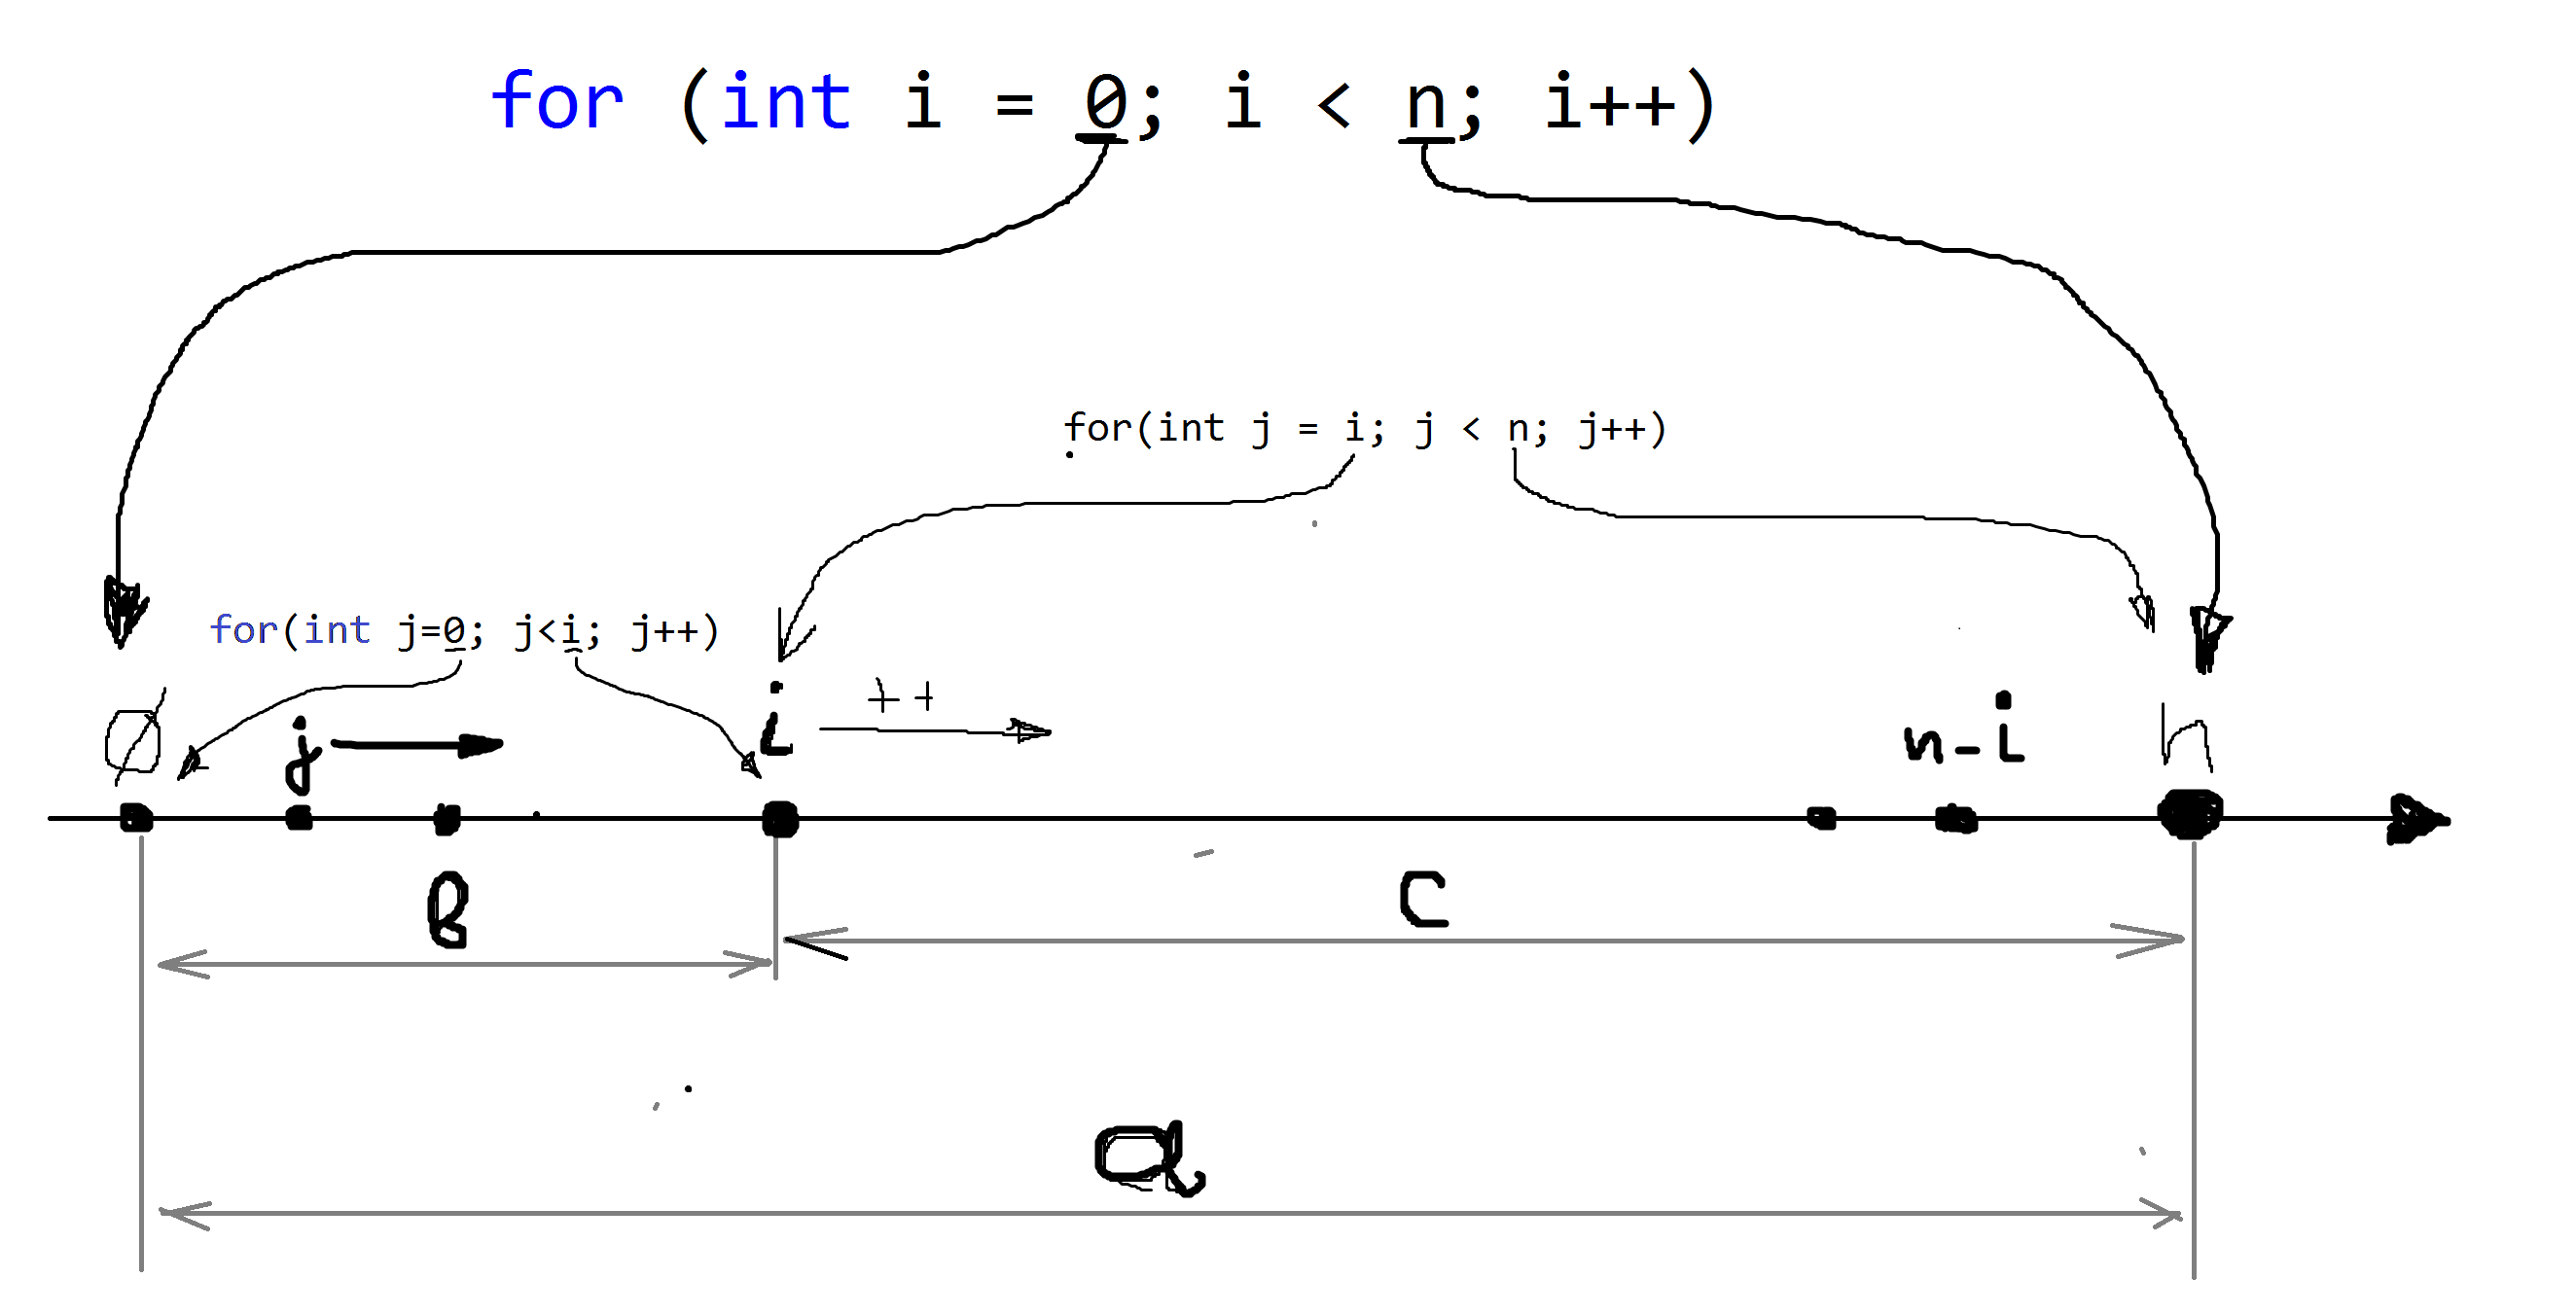 for (int i = 0; i < n; i++)
for(int j = i; j < n; j++)
for(int j=0; j<i; j++)
0 j i ++ n-i n
в C
a